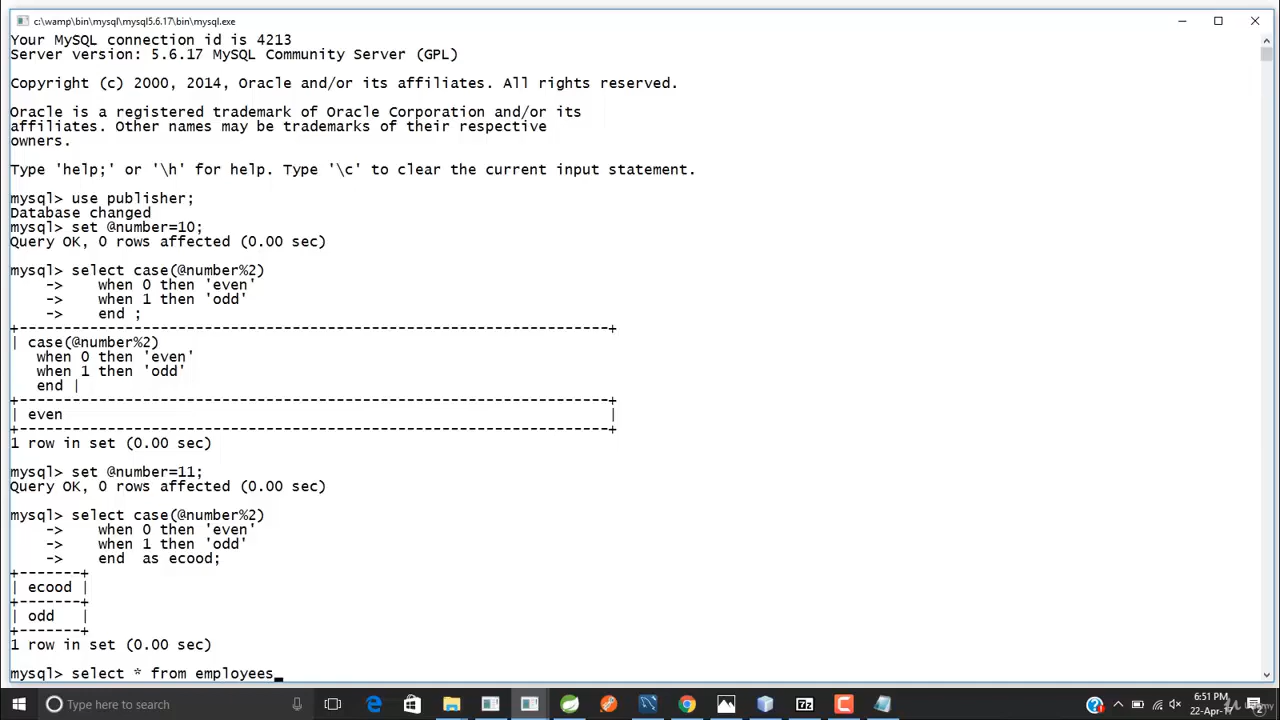 c:\wamp\bin\mysql\mysql5.6.17\bin\mysql.exe
Your MySQL connection id is 4213
Server version: 5.6.17 MySQL Community Server (GPL)
Copyright (c) 2000, 2014, Oracle and/or its affiliates. All rights reserved.
Oracle is a registered trademark of Oracle Corporation and/or its
affiliates. Other names may be trademarks of their respective
owners.
Type 'help;' or '\h' for help. Type '\c' to clear the current input statement.
mysql> use publisher;
Database changed
mysql> set @number=10;
Query OK, 0 rows affected (0.00 sec)
mysql> select case(@number%2)
    ->    when 0 then 'even'
    ->    when 1 then 'odd'
    ->    end ;
+-------------------------------------------------------------------+
| case(@number%2)
   when 0 then 'even'
   when 1 then 'odd'
   end |
+-------------------------------------------------------------------+
| even                                                              |
+-------------------------------------------------------------------+
1 row in set (0.00 sec)
mysql> set @number=11;
Query OK, 0 rows affected (0.00 sec)
mysql> select case(@number%2)
    ->    when 0 then 'even'
    ->    when 1 then 'odd'
    ->    end  as ecood;
+-------+
| ecood |
+-------+
| odd   |
+-------+
1 row in set (0.00 sec)
mysql> select * from employees_
Type here to search
6:51 PM
22-Apr-17